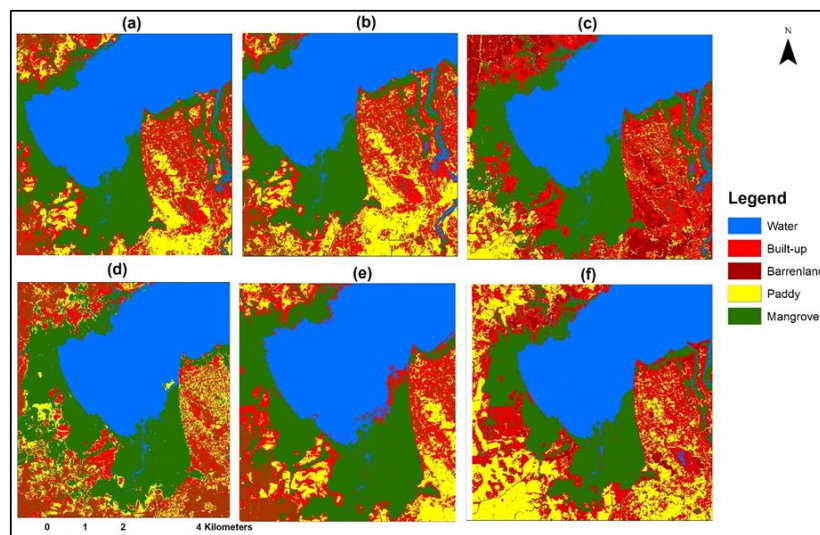 (a) (b) (c)
N
Legend
Water
Built-up
Barrenland
Paddy
Mangrove
(d) (e) (f)
0 1 2 4 Kilometers